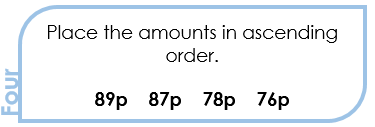 Four
Place the amounts in ascending
order.
89p 87p 78p 76p